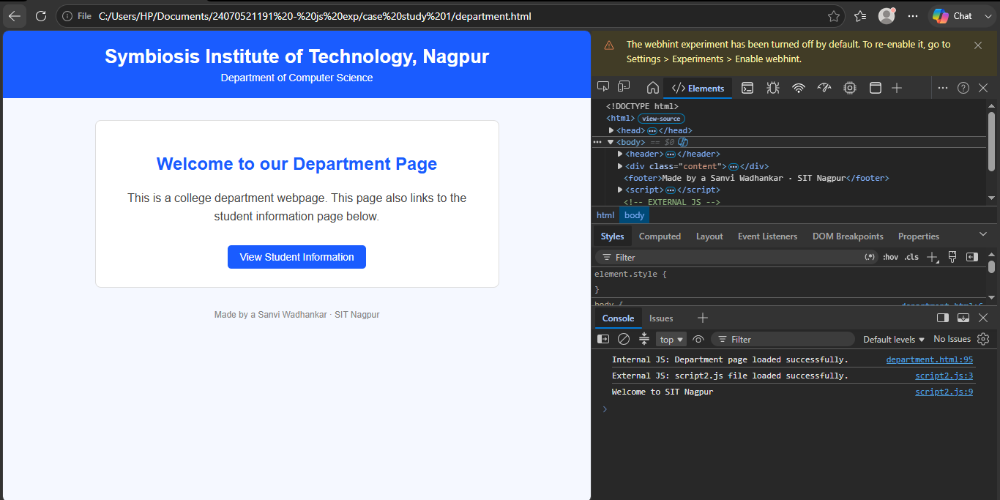 File C:/Users/HP/Documents/24070521191%20-%20js%20exp/case%20study%201/department.html
Chat
Symbiosis Institute of Technology, Nagpur
Department of Computer Science
Welcome to our Department Page
This is a college department webpage. This page also links to the
student information page below.
View Student Information
Made by a Sanvi Wadhankar · SIT Nagpur
The webhint experiment has been turned off by default. To re-enable it, go to
Settings > Experiments > Enable webhint.
</> Elements
<!DOCTYPE html>
<html> view-source
<head> ••• </head>
••• <body> == $0
<header> ••• </header>
<div class="content"> ••• </div>
<footer>Made by a Sanvi Wadhankar · SIT Nagpur</footer>
<script> ••• </script>
<!-- EXTERNAL JS -->
html body
Styles Computed Layout Event Listeners DOM Breakpoints Properties
Filter (.*) :hov .cls
element.style {
}
body { department.html:6
Console Issues
top Filter Default levels No Issues
Internal JS: Department page loaded successfully. department.html:95
External JS: script2.js file loaded successfully. script2.js:3
Welcome to SIT Nagpur script2.js:9